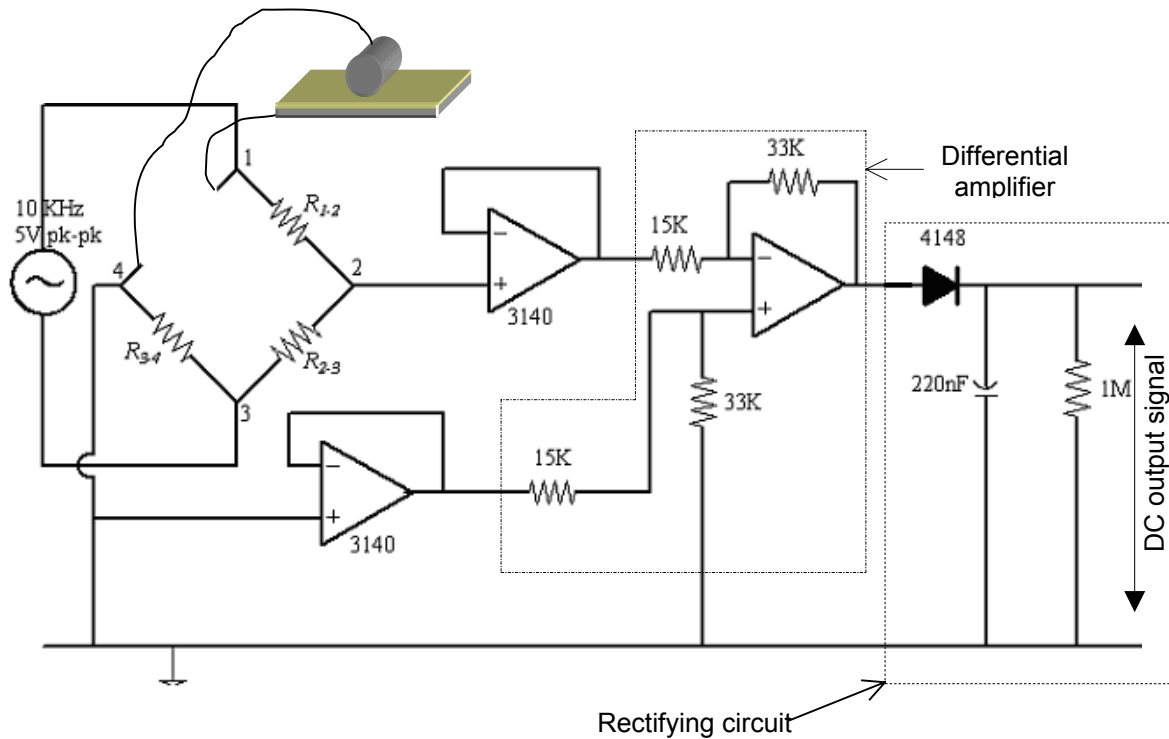 1
10 KHz
5V pk-pk
R1-2
4
2
R3-4
R2-3
3
3140
3140
15K
33K
Differential
amplifier
15K
33K
4148
220nF
1M
DC output signal
Rectifying circuit